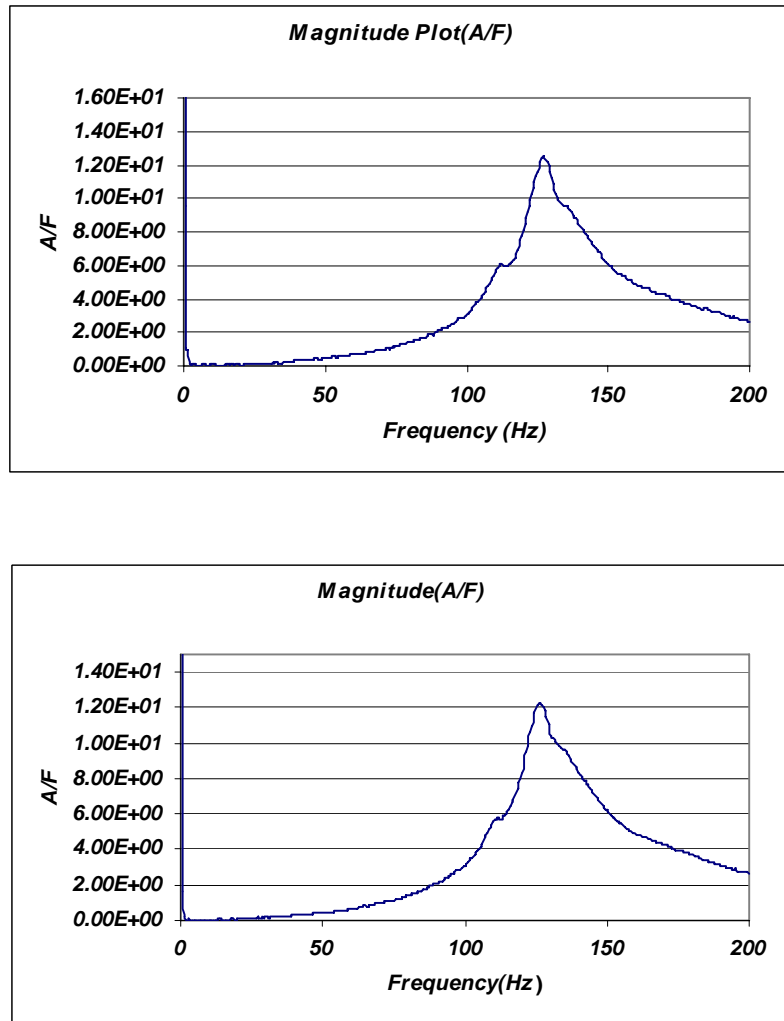 Magnitude Plot(A/F)
1.60E+01
1.40E+01
1.20E+01
1.00E+01
8.00E+00
6.00E+00
4.00E+00
2.00E+00
0.00E+00
A/F
0 50 100 150 200
Frequency (Hz)
Magnitude(A/F)
1.40E+01
1.20E+01
1.00E+01
8.00E+00
6.00E+00
4.00E+00
2.00E+00
0.00E+00
A/F
0 50 100 150 200
Frequency(Hz)